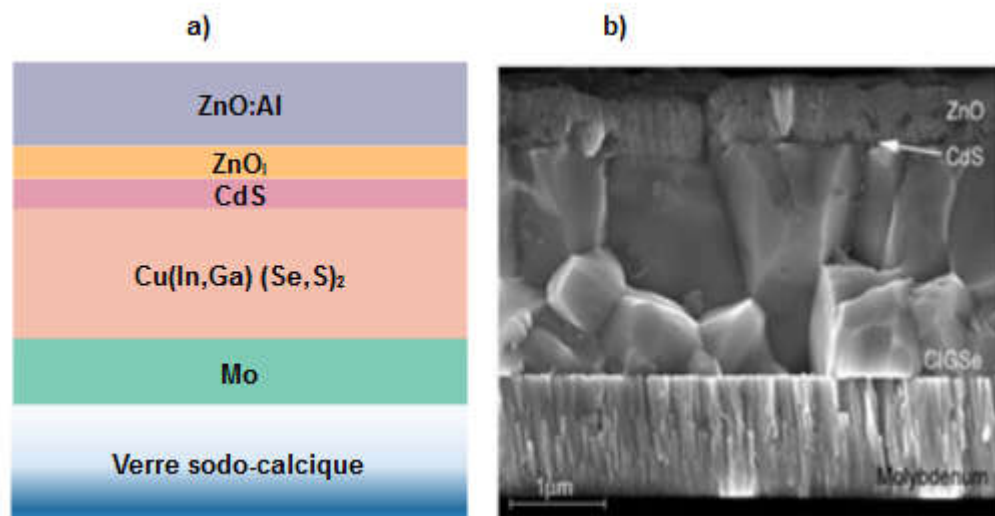 a)
ZnO:Al
ZnOi
CdS
Cu(In,Ga) (Se,S)₂
Mo
Verre sodo-calcique
b)
ZnO
CdS
CIGSe
Molybdenum
1µm